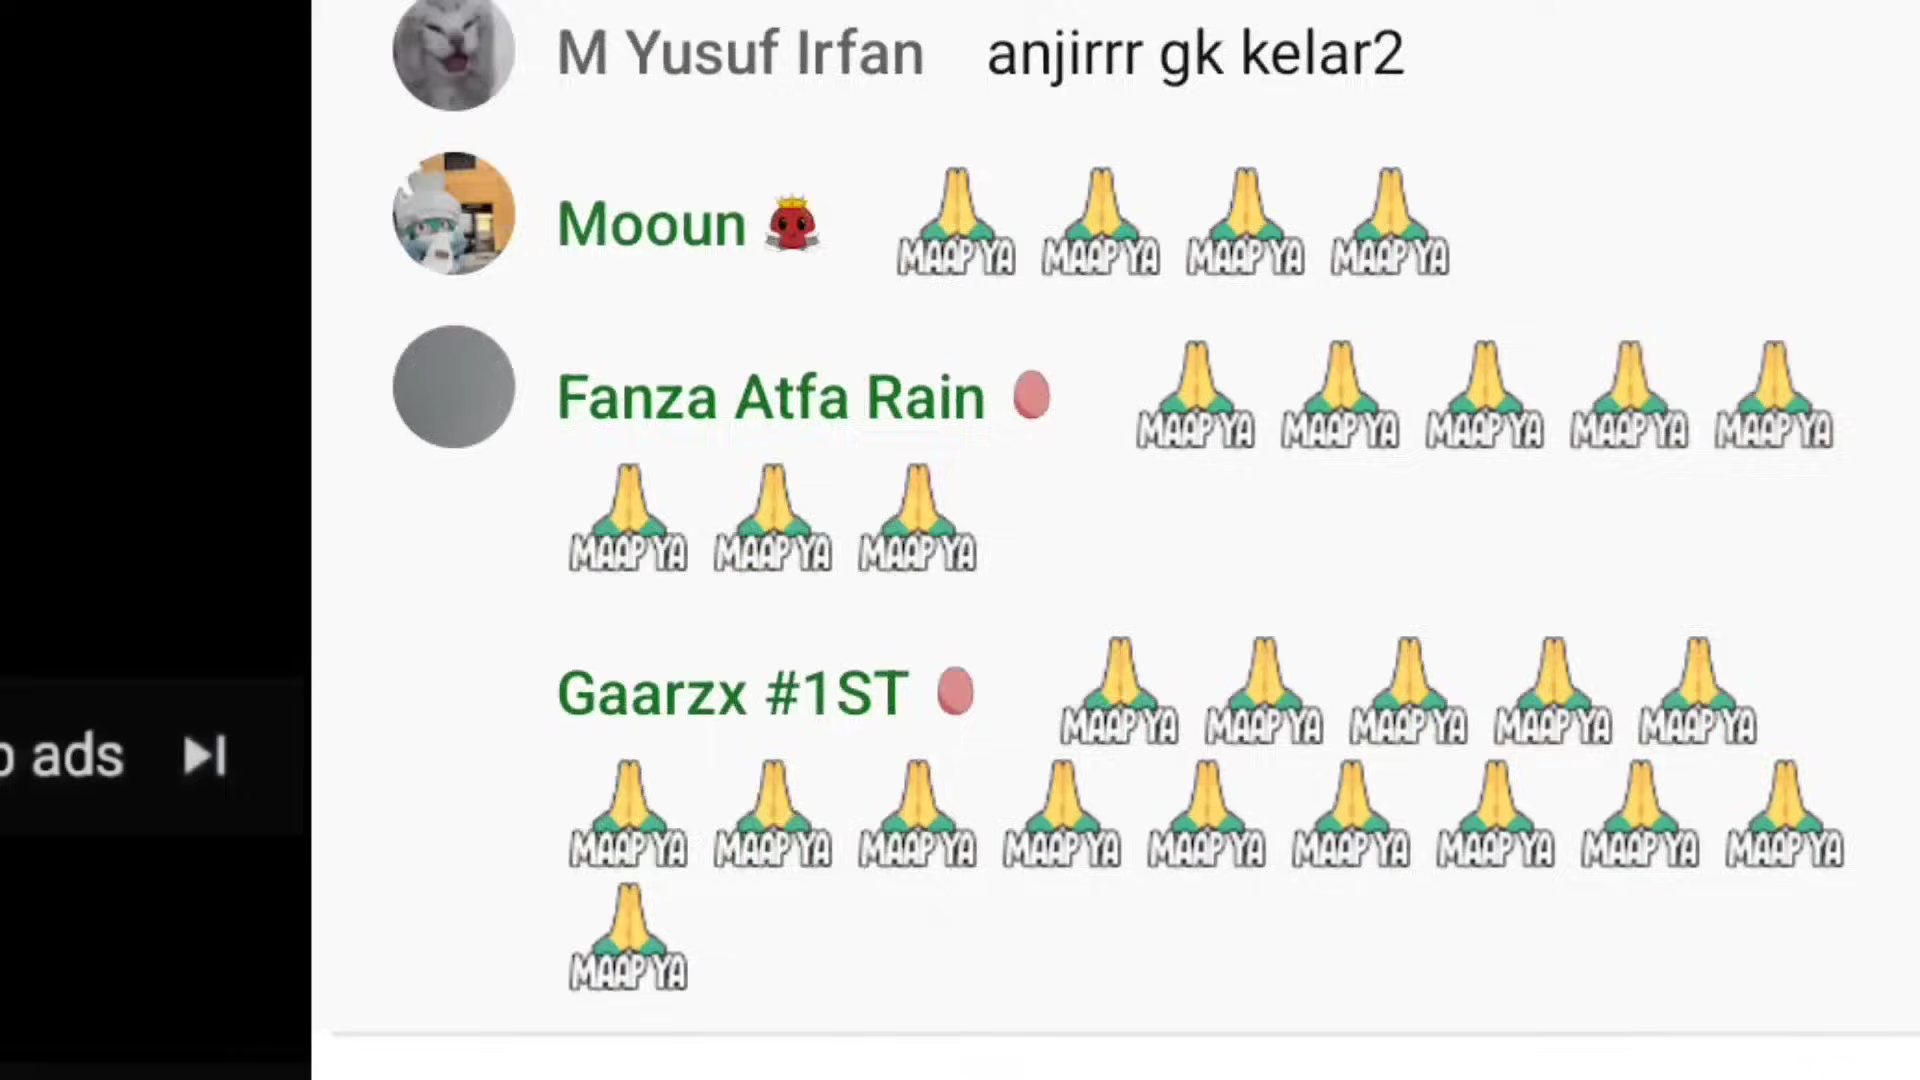 M Yusuf Irfan anjirrr gk kelar2
Mooun MAAP YA MAAP YA MAAP YA MAAP YA
Fanza Atfa Rain MAAP YA MAAP YA MAAP YA MAAP YA MAAP YA
MAAP YA MAAP YA MAAP YA
Gaarzx #1ST MAAP YA MAAP YA MAAP YA MAAP YA MAAP YA
ads
MAAP YA MAAP YA MAAP YA MAAP YA MAAP YA MAAP YA MAAP YA MAAP YA MAAP YA
MAAP YA